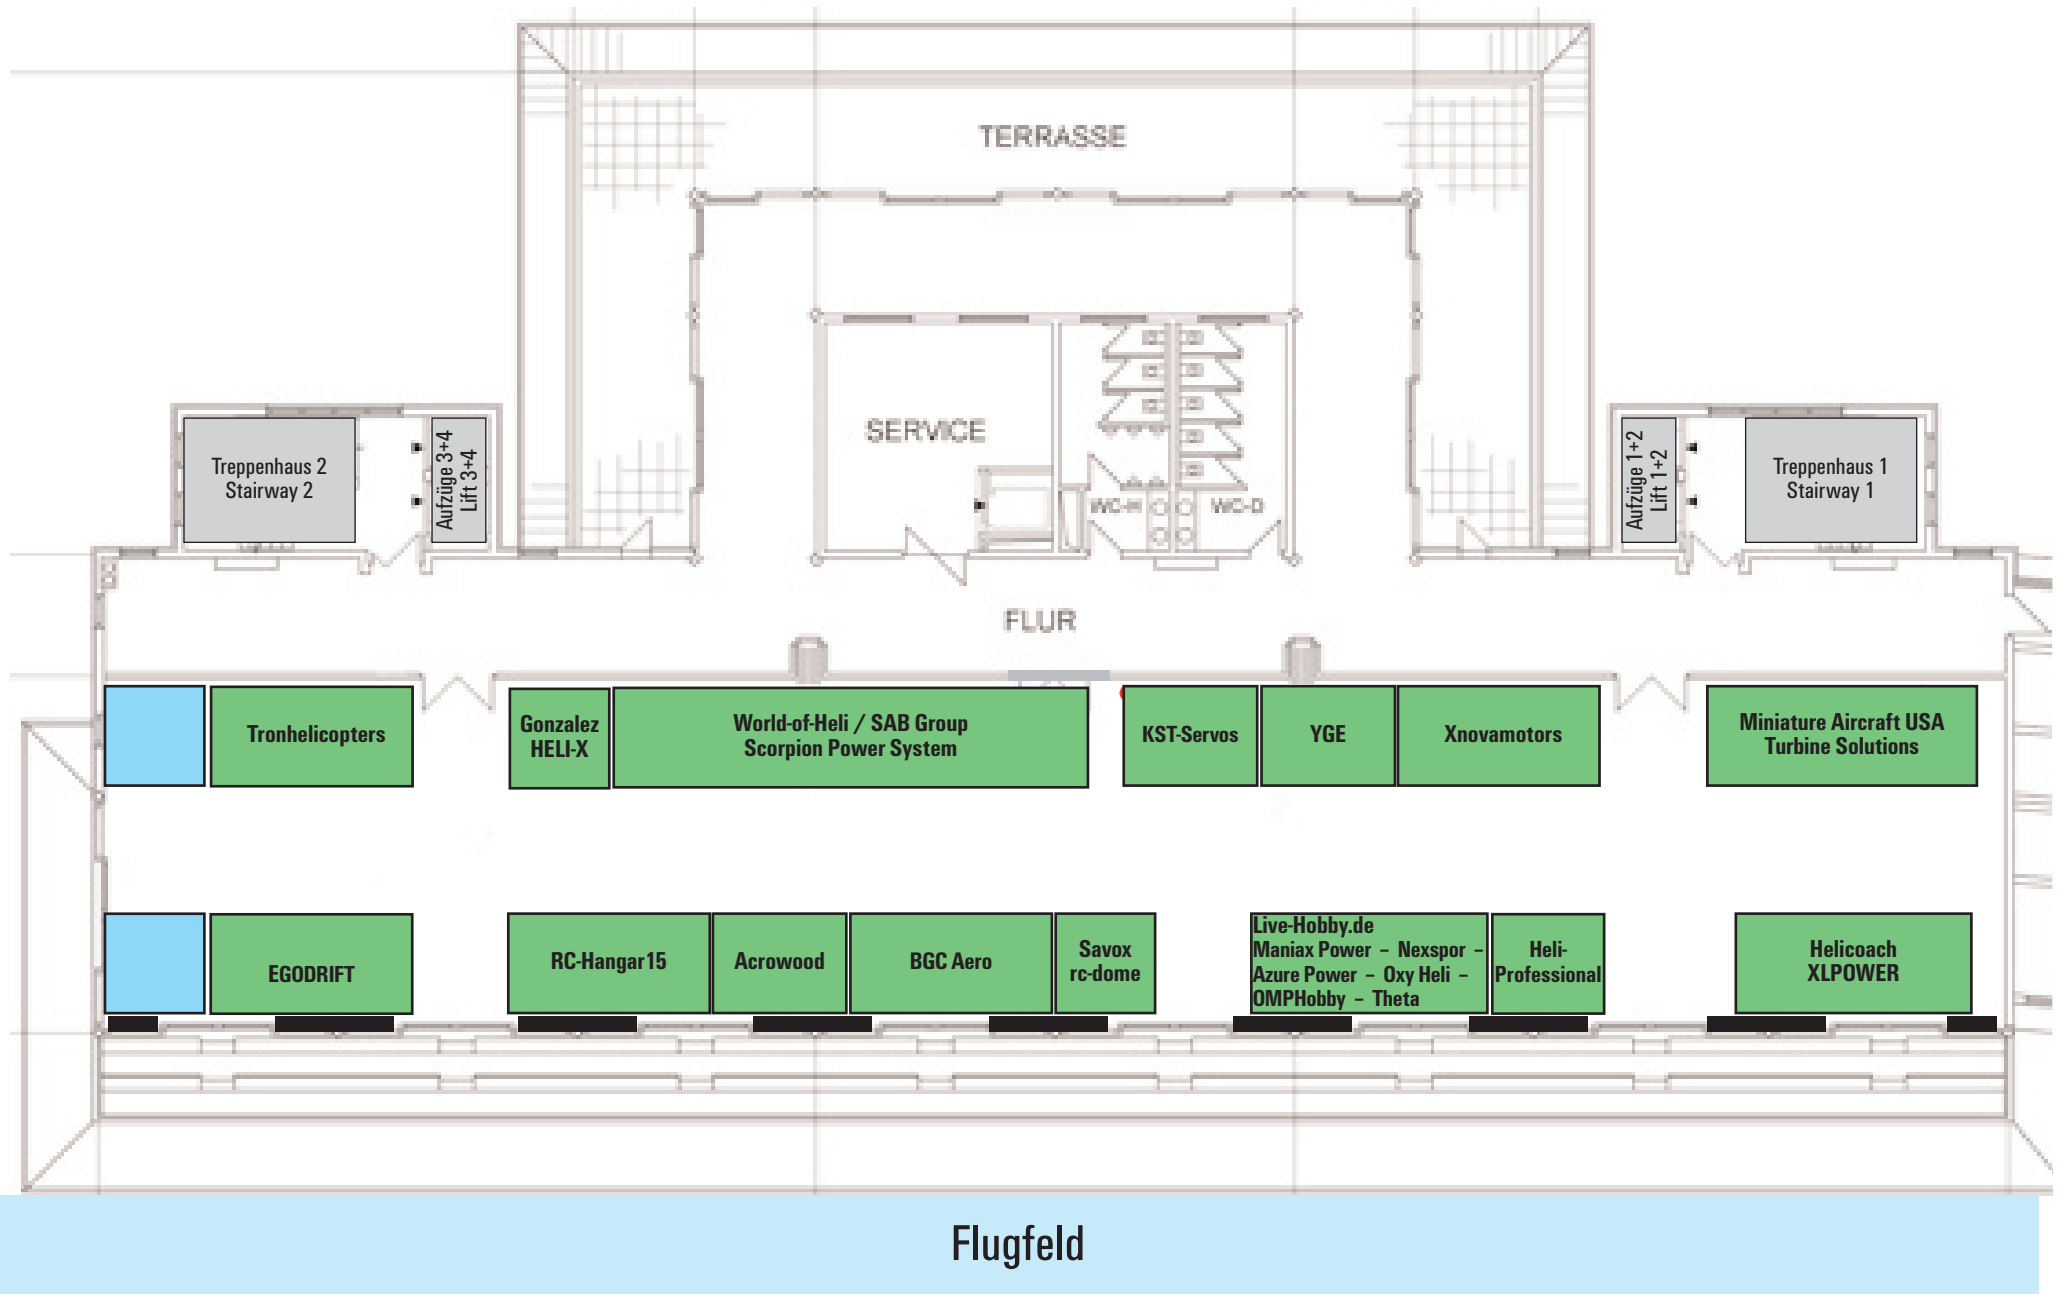 TERRASSE
SERVICE
WC-H
WC-D
Treppenhaus 2
Stairway 2
Aufzüge 3+4
Lift 3+4
Aufzüge 1+2
Lift 1+2
Treppenhaus 1
Stairway 1
FLUR
Tronhelicopters
Gonzalez
HELI-X
World-of-Heli / SAB Group
Scorpion Power System
KST-Servos
YGE
Xnovamotors
Miniature Aircraft USA
Turbine Solutions
EGODRIFT
RC-Hangar15
Acrowood
BGC Aero
Savox
rc-dome
Live-Hobby.de
Maniax Power – Nexspor –
Azure Power – Oxy Heli –
OMPHobby – Theta
Heli-
Professional
Helicoach
XLPOWER
Flugfeld